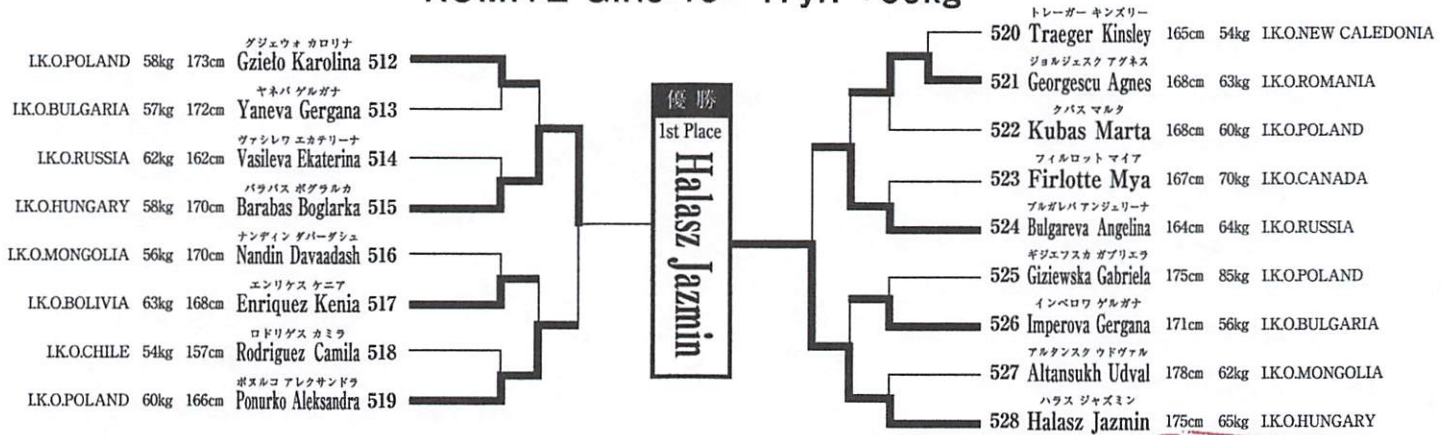 グジェウォ カロリナ
I.K.O.POLAND 58kg 173cm Gzieło Karolina 512
ヤネバ ゲルガナ
I.K.O.BULGARIA 57kg 172cm Yaneva Gergana 513
ヴァシレワ エカテリーナ
I.K.O.RUSSIA 62kg 162cm Vasileva Ekaterina 514
バラバス ボグラルカ
I.K.O.HUNGARY 58kg 170cm Barabas Boglarka 515
ナンディン ダバーダシュ
I.K.O.MONGOLIA 56kg 170cm Nandin Davaadash 516
エンリケス ケニア
I.K.O.BOLIVIA 63kg 168cm Enriquez Kenia 517
ロドリゲス カミラ
I.K.O.CHILE 54kg 157cm Rodriguez Camila 518
ポヌルコ アレクサンドラ
I.K.O.POLAND 60kg 166cm Ponurko Aleksandra 519
優勝
1st Place
Halasz Jazmin
トレーガー キンズリー
520 Traeger Kinsley 165cm 54kg I.K.O.NEW CALEDONIA
ジョルジェスク アグネス
521 Georgescu Agnes 168cm 63kg I.K.O.ROMANIA
クバス マルタ
522 Kubas Marta 168cm 60kg I.K.O.POLAND
フィルロット マイア
523 Firlotte Mya 167cm 70kg I.K.O.CANADA
ブルガレバ アンジェリーナ
524 Bulgareva Angelina 164cm 64kg I.K.O.RUSSIA
ギジエフスカ ガブリエラ
525 Giziewska Gabriela 175cm 85kg I.K.O.POLAND
インペロワ ゲルガナ
526 Imperova Gergana 171cm 56kg I.K.O.BULGARIA
アルタンスク ウドヴァル
527 Altansukh Udval 178cm 62kg I.K.O.MONGOLIA
ハラス ジャズミン
528 Halasz Jazmin 175cm 65kg I.K.O.HUNGARY